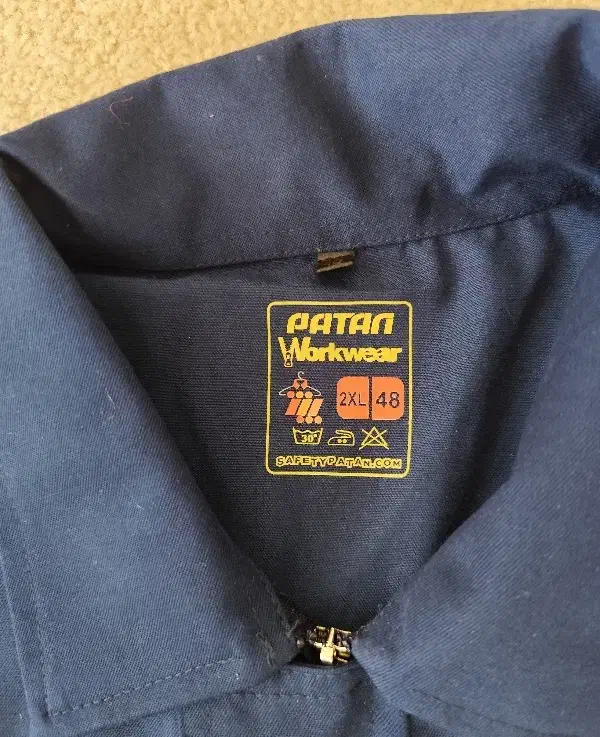 PATAN
Workwear
2XL 48
30°
SAFETYPATAN.COM